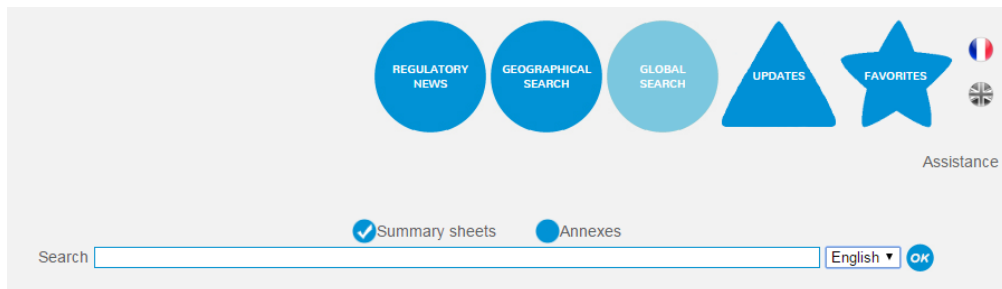 REGULATORY
NEWS
GEOGRAPHICAL
SEARCH
GLOBAL
SEARCH
UPDATES
FAVORITES
Assistance
Summary sheets
Annexes
Search
English
OK